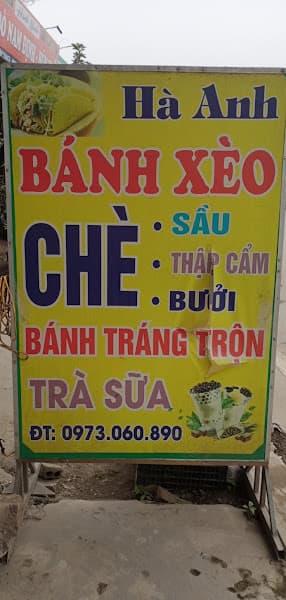 Hà Anh
BÁNH XÈO
CHÈ
• SẦU
• THẬP CẨM
• BƯỞI
BÁNH TRÁNG TRỘN
TRÀ SỮA
ĐT: 0973.060.890